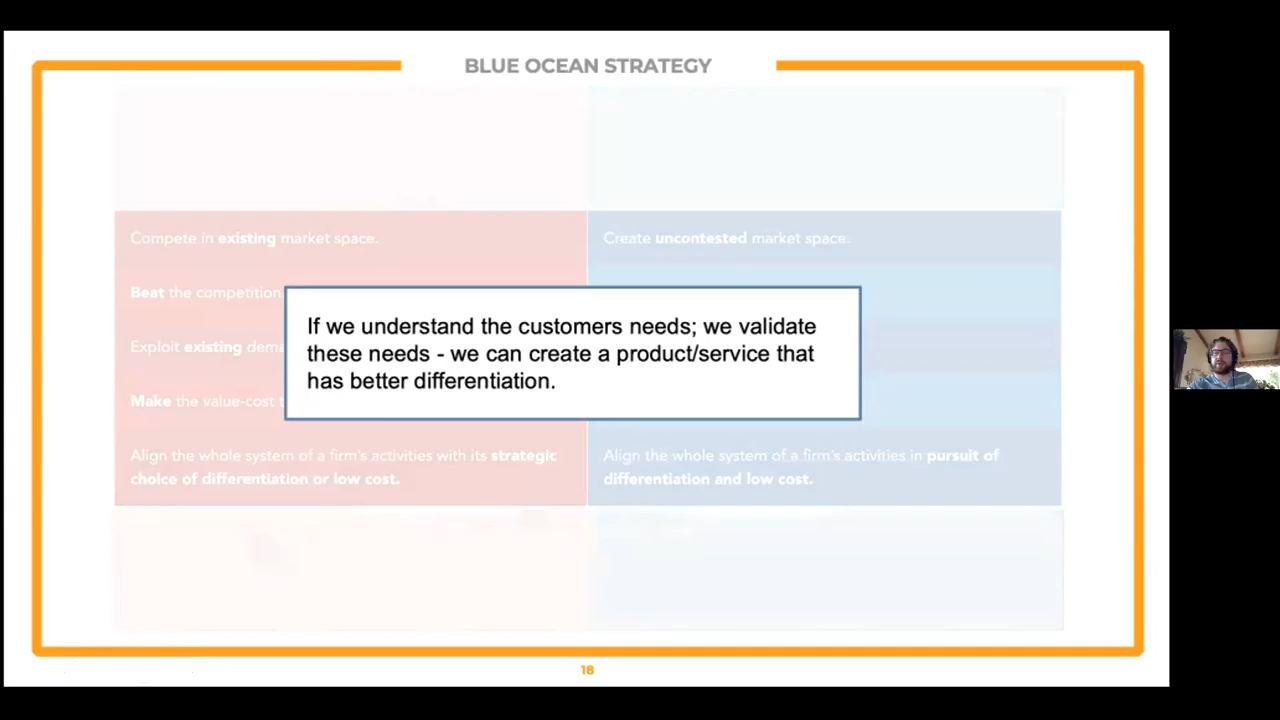 BLUE OCEAN STRATEGY
Compete in existing market space.
Create uncontested market space.
Beat the competition.
Exploit existing dema
Make the value-cost t
If we understand the customers needs; we validate
these needs - we can create a product/service that
has better differentiation.
Align the whole system of a firm's activities with its strategic
choice of differentiation or low cost.
Align the whole system of a firm's activities in pursuit of
differentiation and low cost.
18